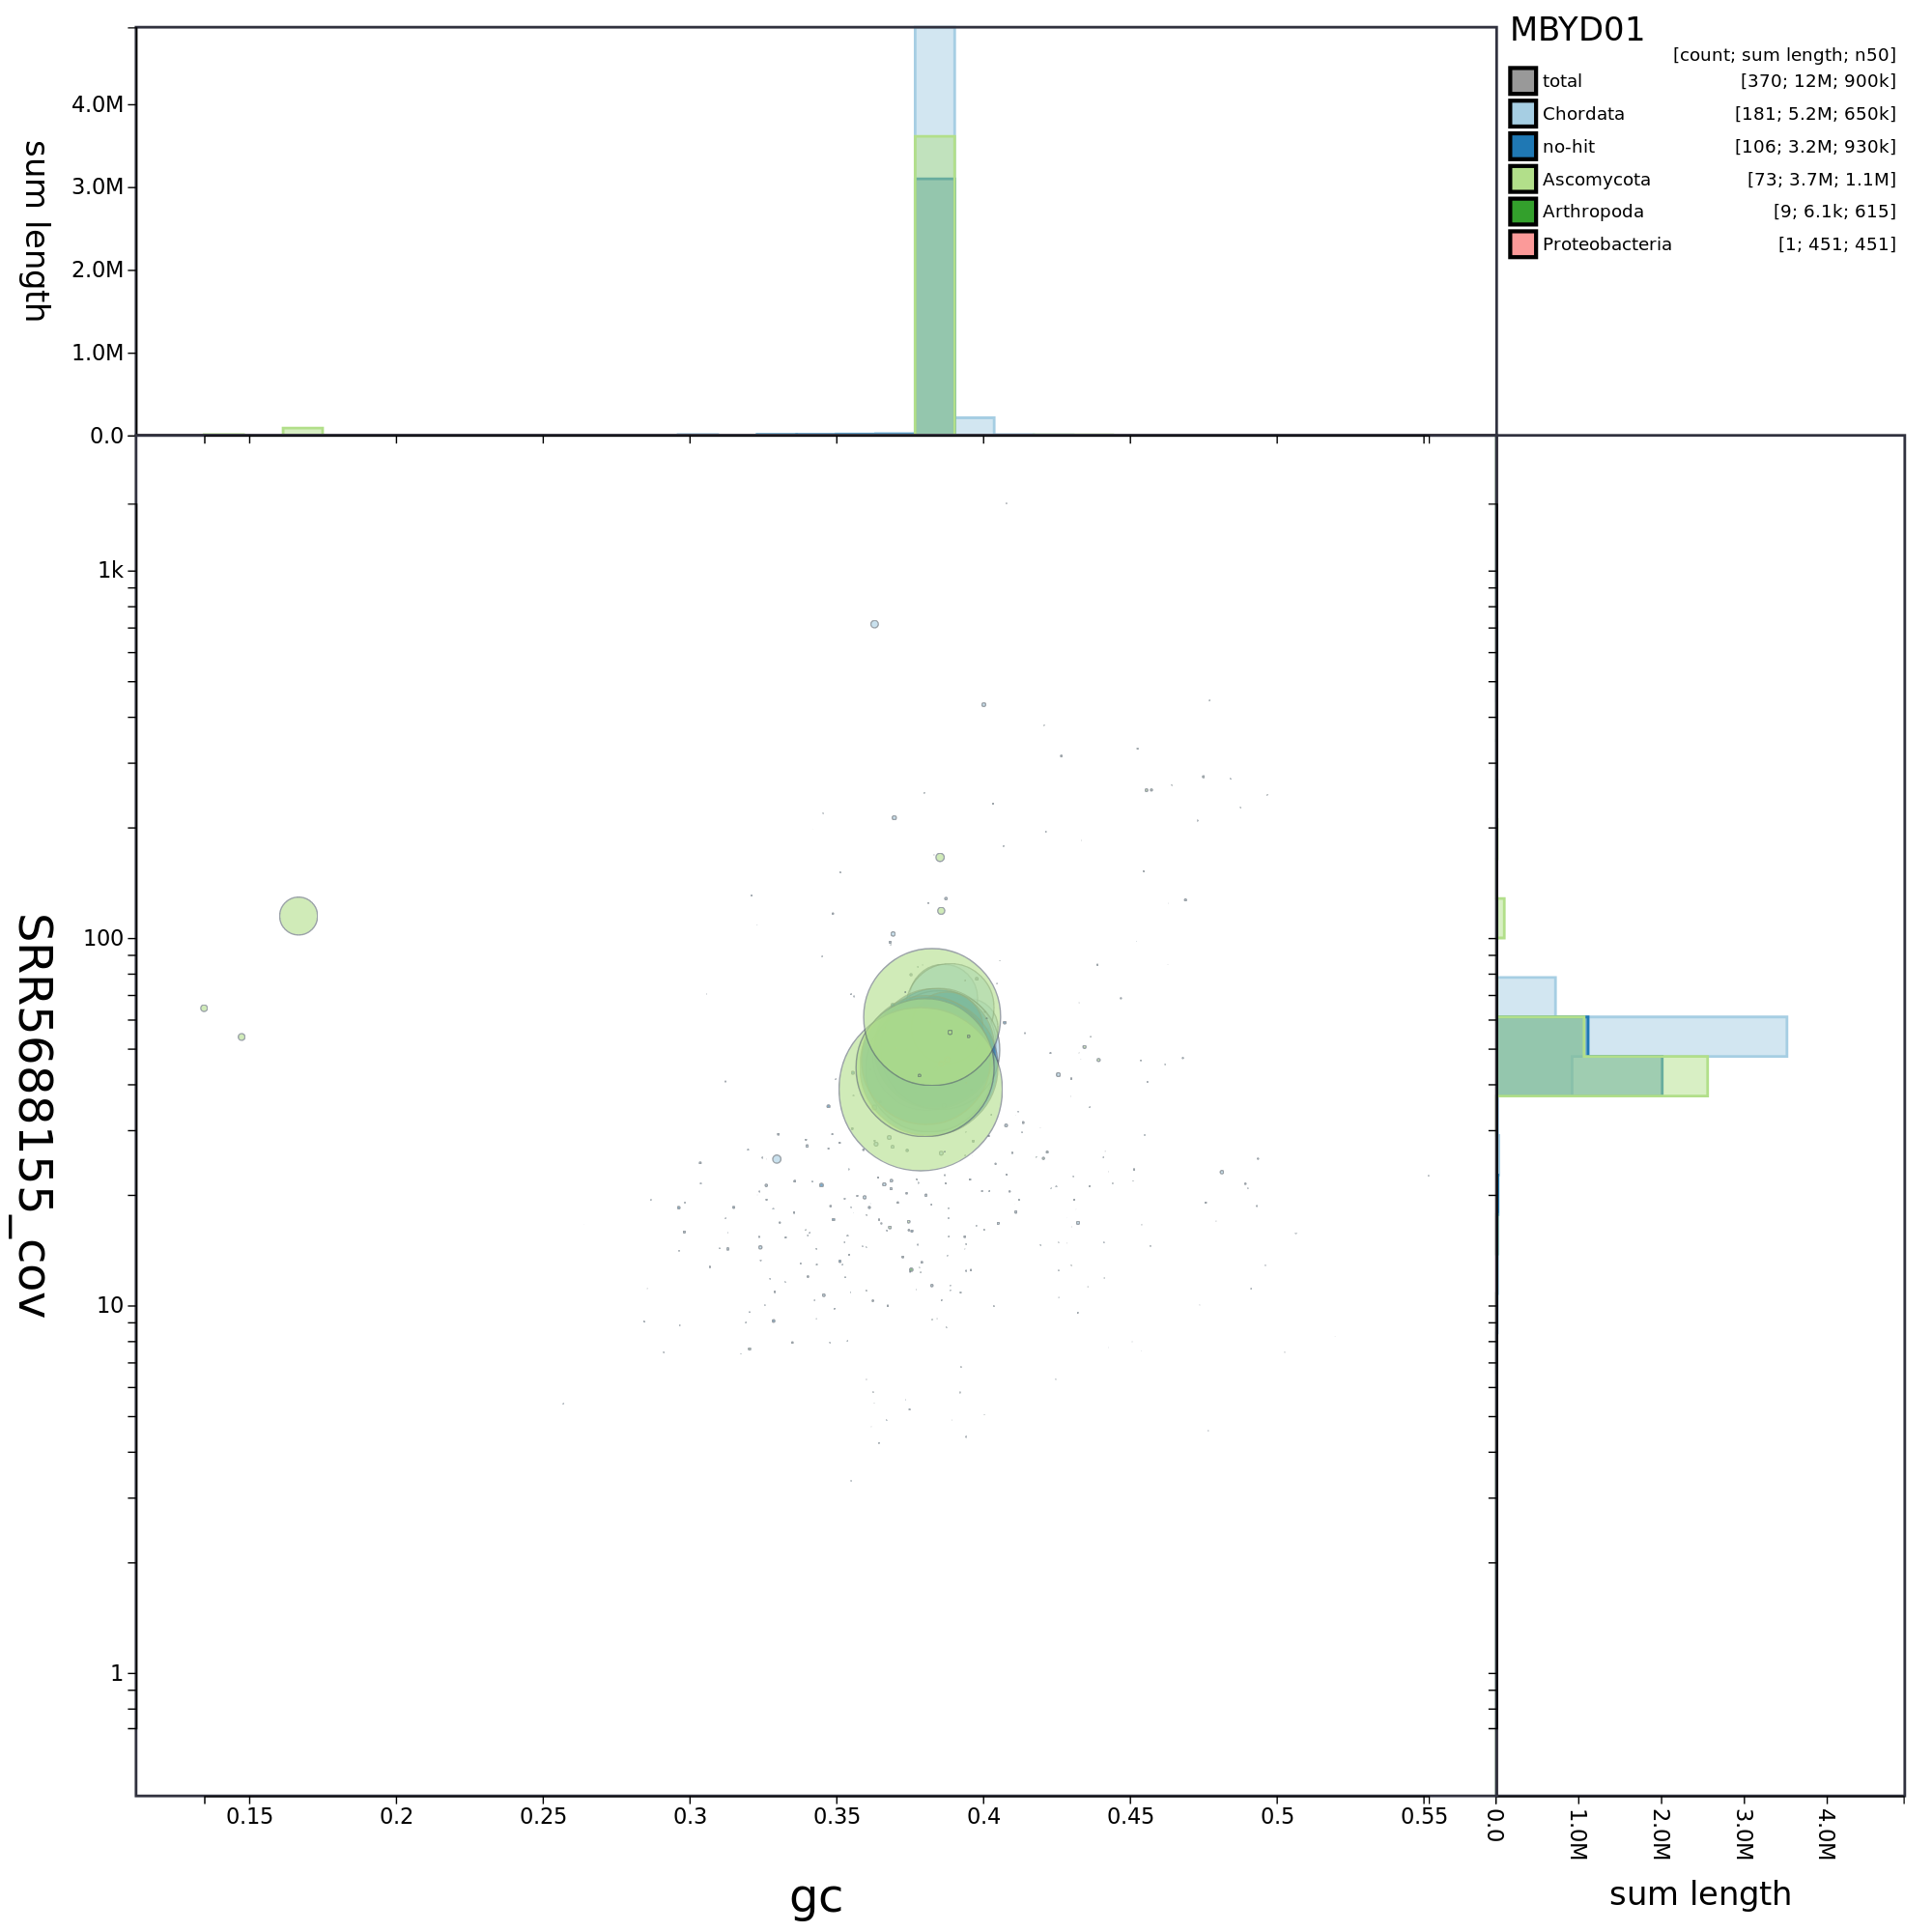 MBYD01
[count; sum length; n50]
total [370; 12M; 900k]
Chordata [181; 5.2M; 650k]
no-hit [106; 3.2M; 930k]
Ascomycota [73; 3.7M; 1.1M]
Arthropoda [9; 6.1k; 615]
Proteobacteria [1; 451; 451]
sum length
4.0M
3.0M
2.0M
1.0M
0.0
SRR5688155_cov
1k
100
10
1
0.15 0.2 0.25 0.3 0.35 0.4 0.45 0.5 0.55
gc
0.0 1.0M 2.0M 3.0M 4.0M
sum length